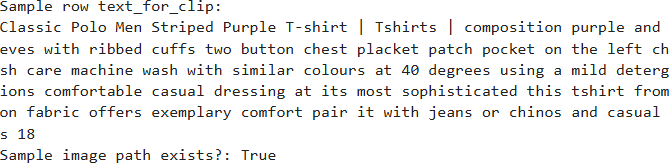 Sample row text_for_clip:
Classic Polo Men Striped Purple T-shirt | Tshirts | composition purple and
eves with ribbed cuffs two button chest placket patch pocket on the left ch
sh care machine wash with similar colours at 40 degrees using a mild deterg
ions comfortable casual dressing at its most sophisticated this tshirt from
on fabric offers exemplary comfort pair it with jeans or chinos and casual
s 18
Sample image path exists?: True